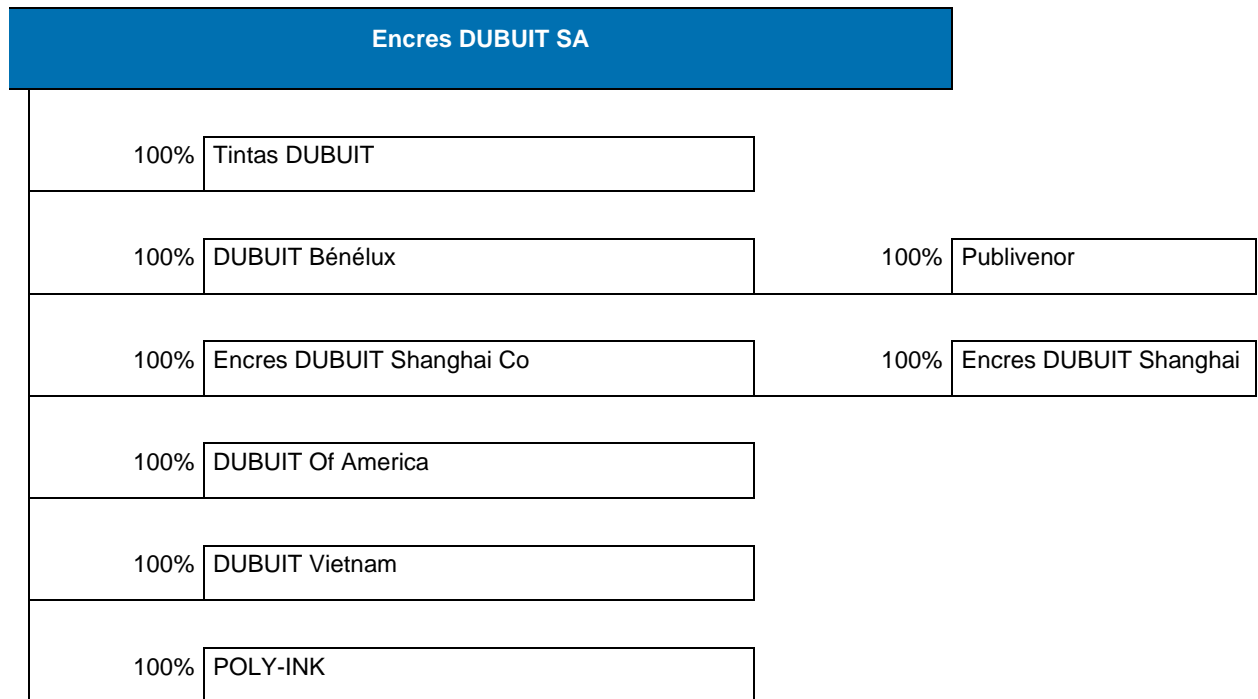 Encres DUBUIT SA
100% Tintas DUBUIT
100% DUBUIT Bénélux 100% Publivenor
100% Encres DUBUIT Shanghai Co 100% Encres DUBUIT Shanghai
100% DUBUIT Of America
100% DUBUIT Vietnam
100% POLY-INK